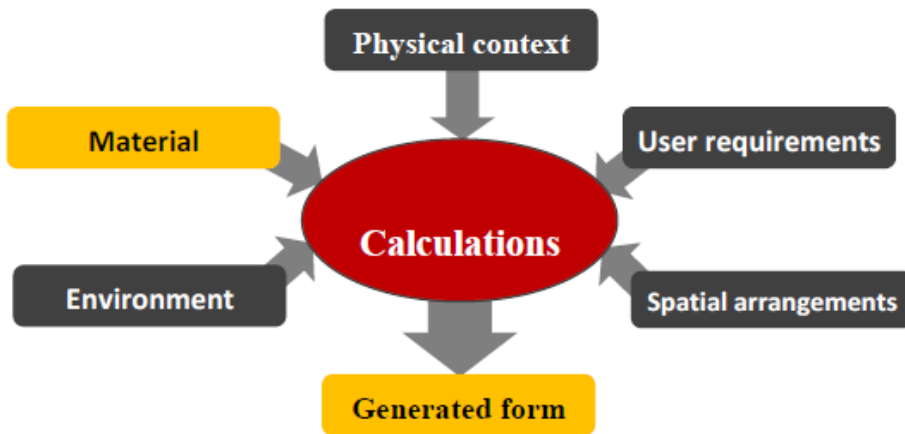 Physical context
Material
User requirements
Calculations
Environment
Spatial arrangements
Generated form